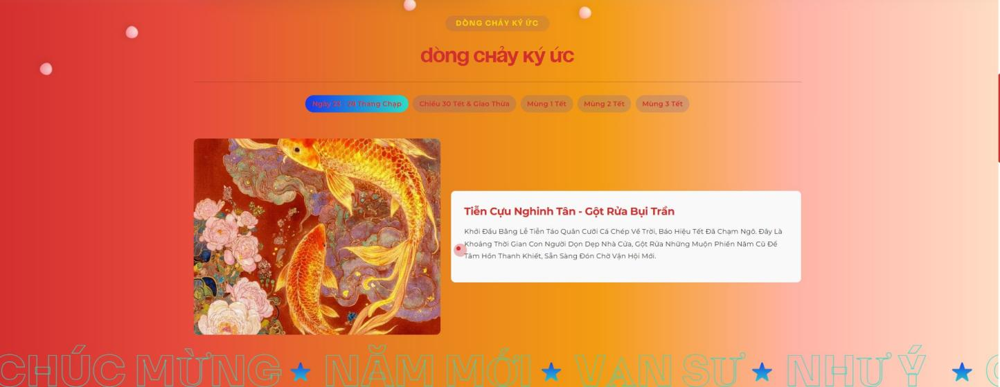 DÒNG CHẢY KÝ ỨC
dòng cнảy ĸý ức
Ngày 23 - 28 Tháng Chạp
Chiều 30 Tết & Giao Thừa
Mùng 1 Tết
Mùng 2 Tết
Mùng 3 Tết
Tiễn Cựu Nghinh Tân - Gột Rửa Bụi Trần
Khởi Đầu Bằng Lễ Tiễn Táo Quân Cưỡi Cá Chép Về Trời, Báo Hiệu Tết Đã Chạm Ngõ. Đây Là
Khoảng Thời Gian Con Người Dọn Dẹp Nhà Cửa, Gột Rửa Những Muộn Phiền Năm Cũ Để
Tâm Hồn Thanh Khiết, Sẵn Sàng Đón Chờ Vận Hội Mới.
CHÚC MỪNG ★ NĂM MỚI ★ VẠN SỰ ★ NHƯ Ý ★